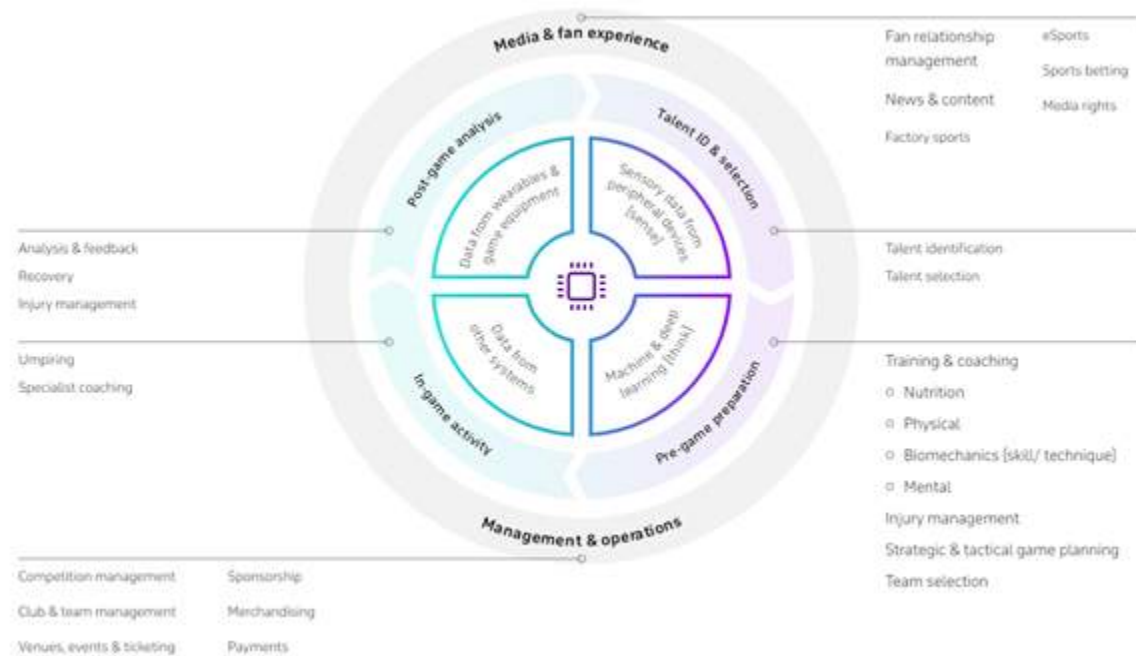 Media & fan experience
Fan relationship
management
News & content
Factory sports
eSports
Sports betting
Media rights
Post-game analysis
Talent ID & selection
Data from wearables &
game equipment
Sensory data from
peripheral devices
[sense]
Analysis & feedback
Recovery
Injury management
Talent identification
Talent selection
Umpiring
Specialist coaching
Data from
other systems
Machine & deep
learning [think]
In-game activity
Pre-game preparation
Training & coaching
Nutrition
Physical
Biomechanics [skill/ technique]
Mental
Injury management
Strategic & tactical game planning
Team selection
Management & operations
Competition management
Club & team management
Venues, events & ticketing
Sponsorship
Merchandising
Payments